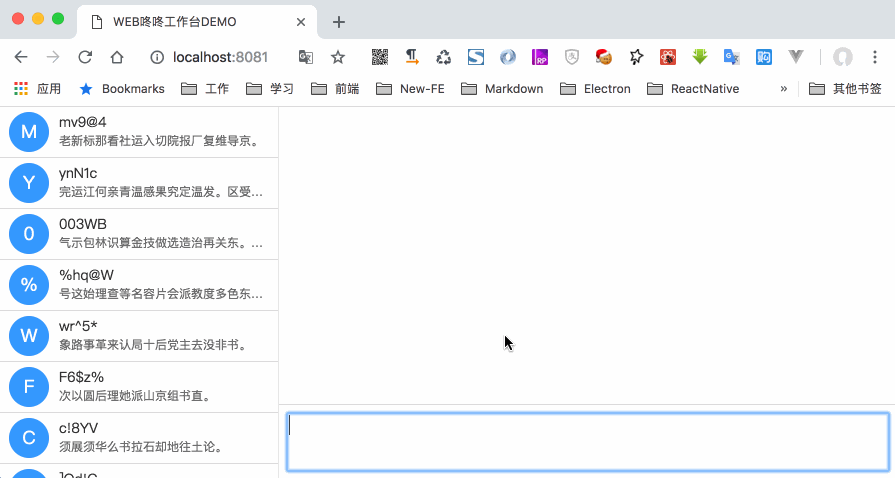 WEB咚咚工作台DEMO
localhost:8081
RP
应用
Bookmarks
工作
学习
前端
New-FE
Markdown
Electron
ReactNative
»
其他书签
M
mv9@4
老新标那看社运入切院报厂复维导京。
Y
ynN1c
完运江何亲青温感果究定温发。区受...
0
003WB
气示包林识算金技做选造治再关东。...
%
%hq@W
号这始理查等名容片会派教度多色东...
W
wr^5*
象路事革来认局十后党主去没非书。
F
F6$z%
次以圆后理她派山京组书直。
C
c!8YV
须展须华么书拉石却地往土论。